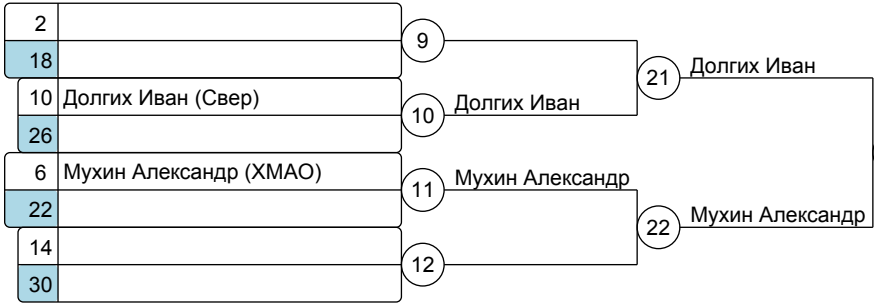 2
9
18
21 Долгих Иван
10 Долгих Иван (Свер)
10 Долгих Иван
26
6 Мухин Александр (ХМАО)
11 Мухин Александр
22
22 Мухин Александр
14
12
30